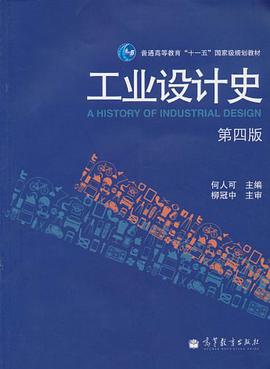 普通高等教育“十一五”国家级规划教材
工业设计史
A HISTORY OF INDUSTRIAL DESIGN
第四版
何人可 主编
柳冠中 主审
高等教育出版社